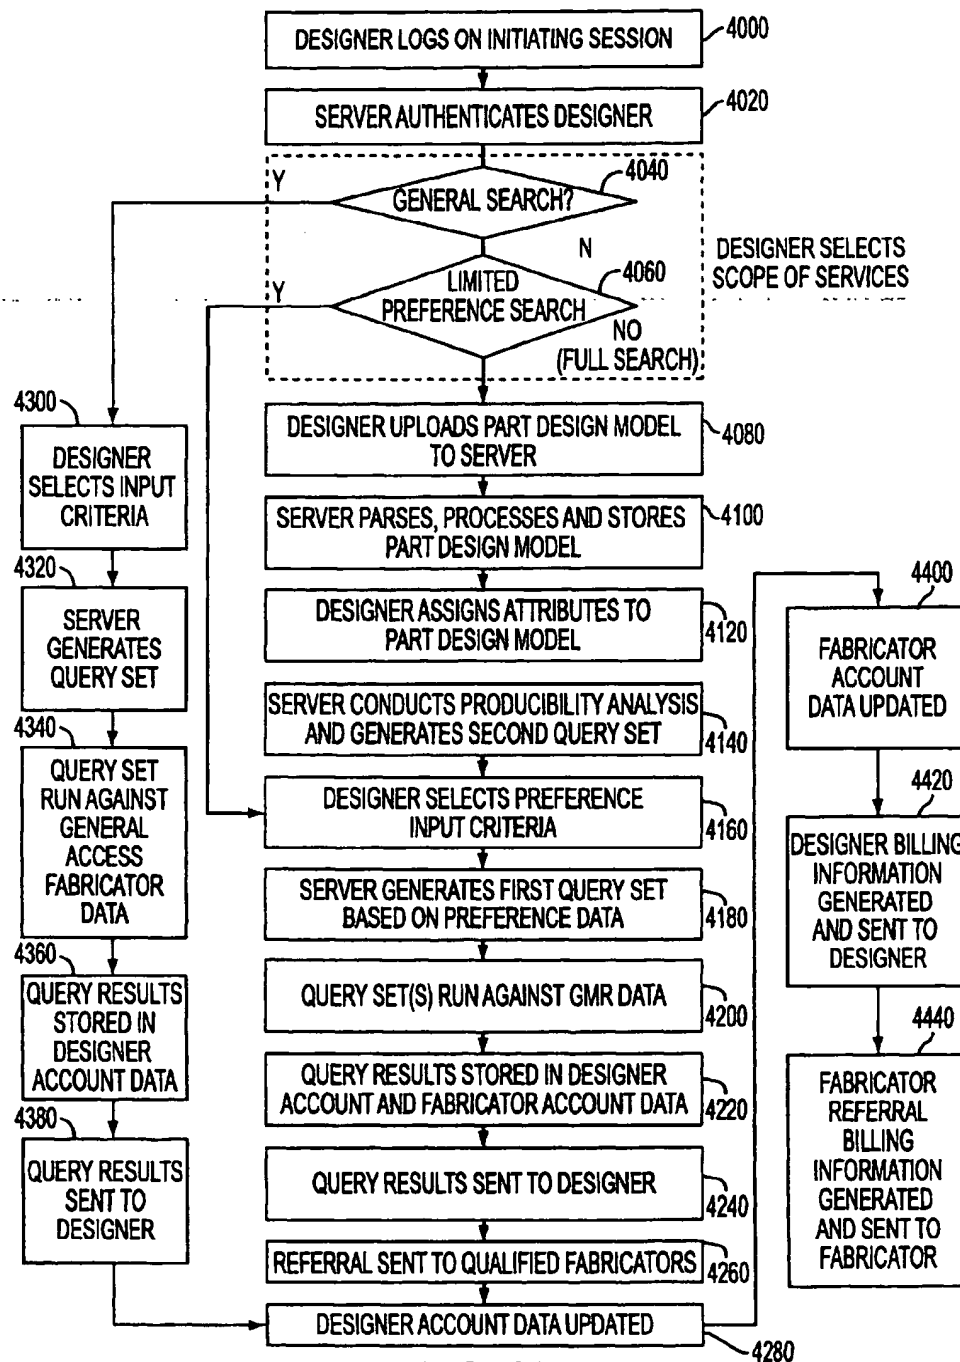 DESIGNER LOGS ON INITIATING SESSION
4000
SERVER AUTHENTICATES DESIGNER
4020
Y
GENERAL SEARCH?
4040
N
DESIGNER SELECTS
SCOPE OF SERVICES
Y
LIMITED
PREFERENCE SEARCH
4060
NO
(FULL SEARCH)
4300
DESIGNER
SELECTS INPUT
CRITERIA
4320
SERVER
GENERATES
QUERY SET
4340
QUERY SET
RUN AGAINST
GENERAL
ACCESS
FABRICATOR
DATA
4360
QUERY RESULTS
STORED IN
DESIGNER
ACCOUNT DATA
4380
QUERY RESULTS
SENT TO
DESIGNER
DESIGNER UPLOADS PART DESIGN MODEL
TO SERVER
4080
SERVER PARSES, PROCESSES AND STORES
PART DESIGN MODEL
4100
DESIGNER ASSIGNS ATTRIBUTES TO
PART DESIGN MODEL
4120
SERVER CONDUCTS PRODUCIBILITY ANALYSIS
AND GENERATES SECOND QUERY SET
4140
DESIGNER SELECTS PREFERENCE
INPUT CRITERIA
4160
SERVER GENERATES FIRST QUERY SET
BASED ON PREFERENCE DATA
4180
QUERY SET(S) RUN AGAINST GMR DATA
4200
QUERY RESULTS STORED IN DESIGNER
ACCOUNT AND FABRICATOR ACCOUNT DATA
4220
QUERY RESULTS SENT TO DESIGNER
4240
REFERRAL SENT TO QUALIFIED FABRICATORS
4260
DESIGNER ACCOUNT DATA UPDATED
4280
4400
FABRICATOR
ACCOUNT
DATA UPDATED
4420
DESIGNER BILLING
INFORMATION
GENERATED
AND SENT TO
DESIGNER
4440
FABRICATOR
REFERRAL
BILLING
INFORMATION
GENERATED
AND SENT TO
FABRICATOR